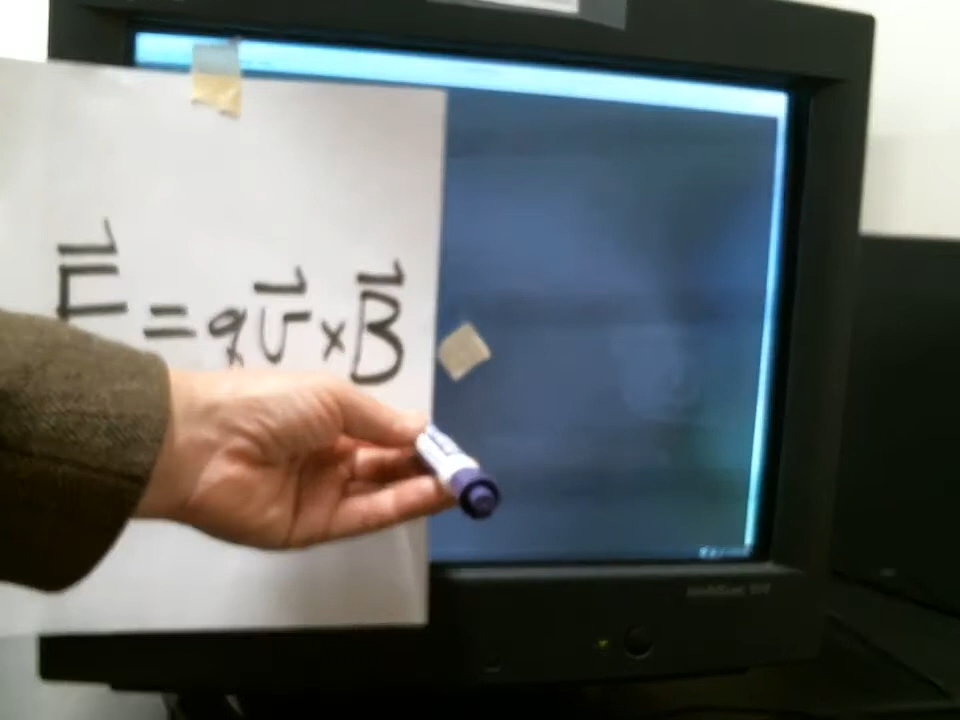 F⃗ = qv⃗ × B⃗